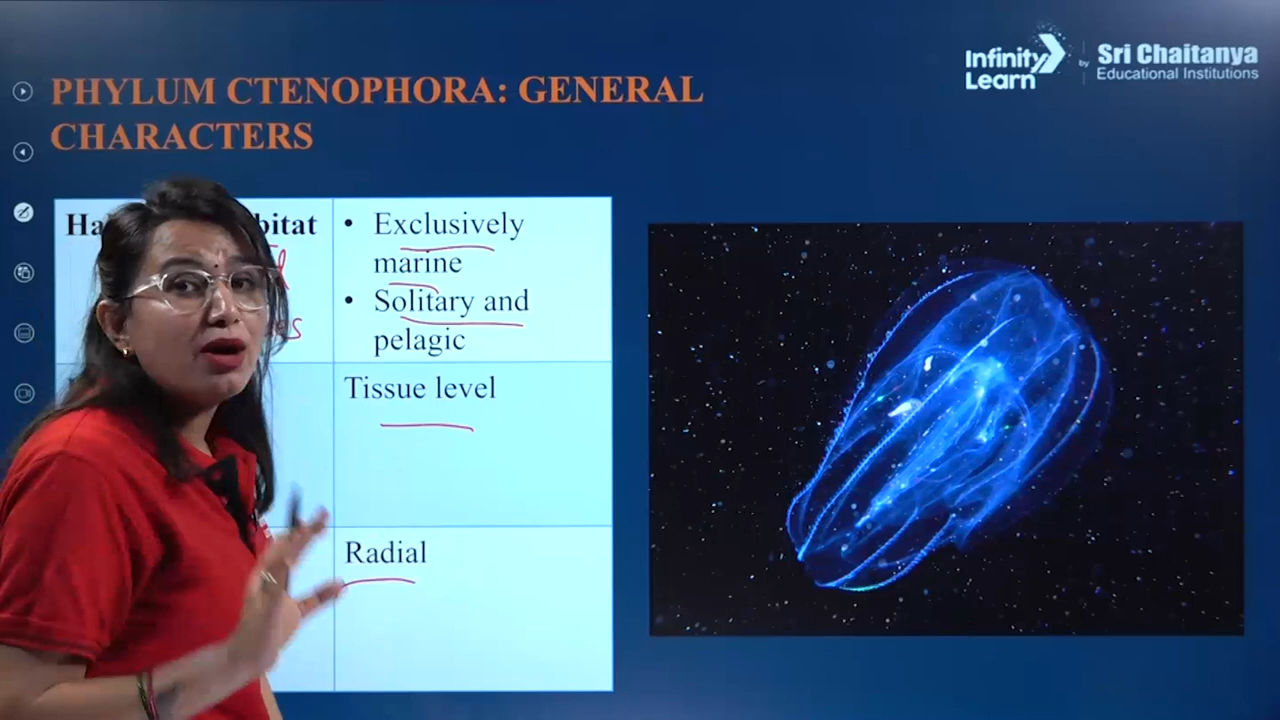 Infinity
Learn
by
Sri Chaitanya
Educational Institutions
PHYLUM CTENOPHORA: GENERAL
CHARACTERS
• Exclusively
marine
• Solitary and
pelagic
Tissue level
Radial